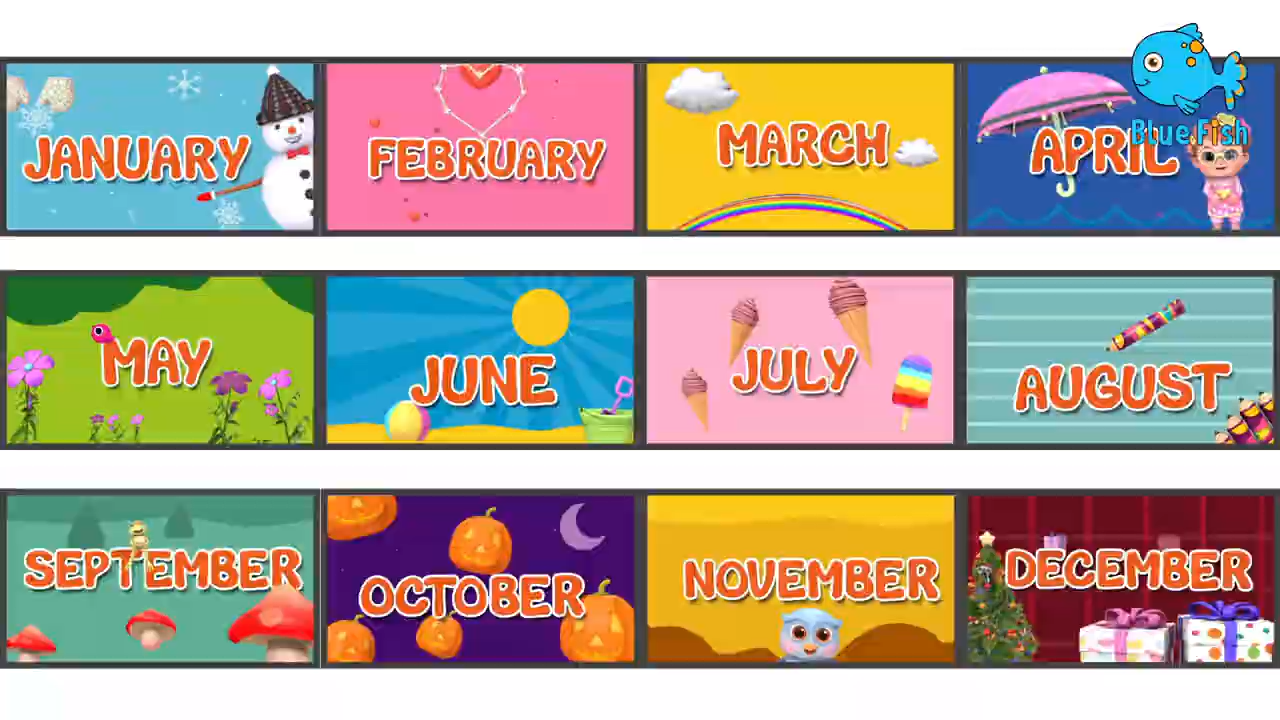 JANUARY
FEBRUARY
MARCH
APRIL
Blue Fish
MAY
JUNE
JULY
AUGUST
SEPTEMBER
OCTOBER
NOVEMBER
DECEMBER